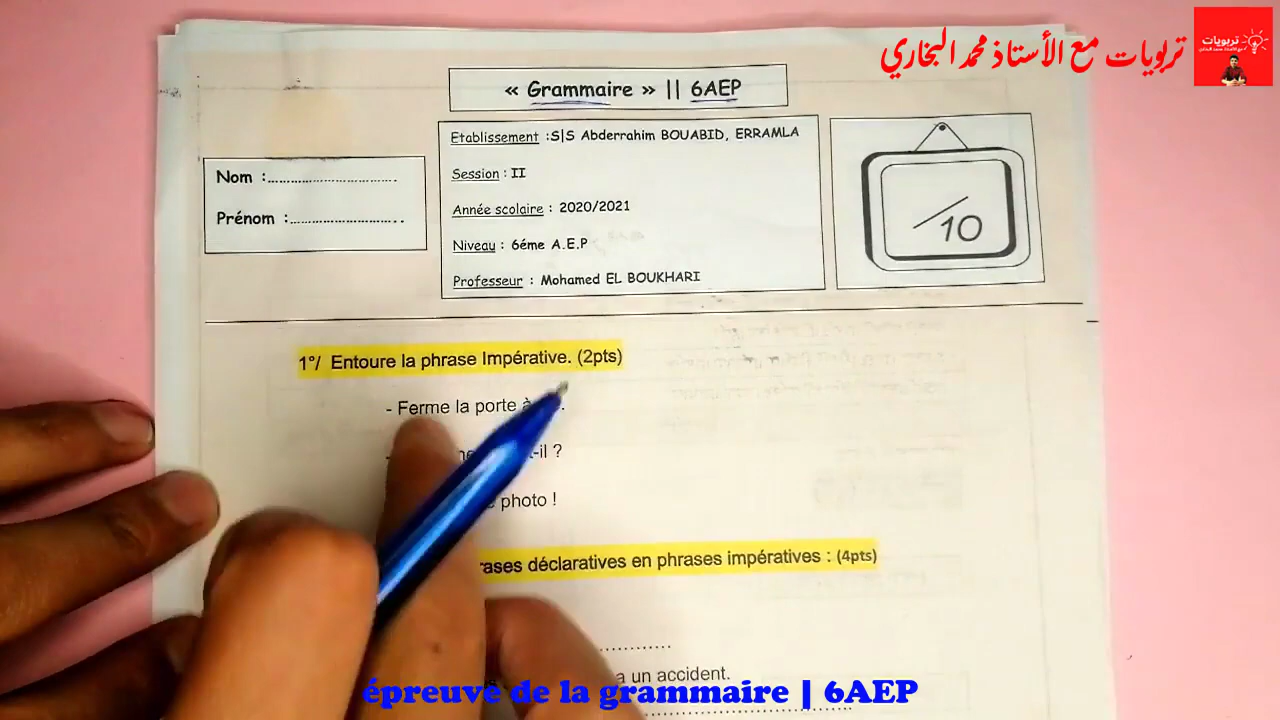 تربويات مع الأستاذ محمد البخاري
تربويات
« Grammaire » || 6AEP
Nom :................................
Prénom :............................
Etablissement :S|S Abderrahim BOUABID, ERRAMLA
Session : II
Année scolaire : 2020/2021
Niveau : 6éme A.E.P
Professeur : Mohamed EL BOUKHARI
/10
1°/ Entoure la phrase Impérative. (2pts)
- Ferme la porte à
-il ?
photo !
déclaratives en phrases impératives : (4pts)
un accident.
épreuve de la grammaire | 6AEP